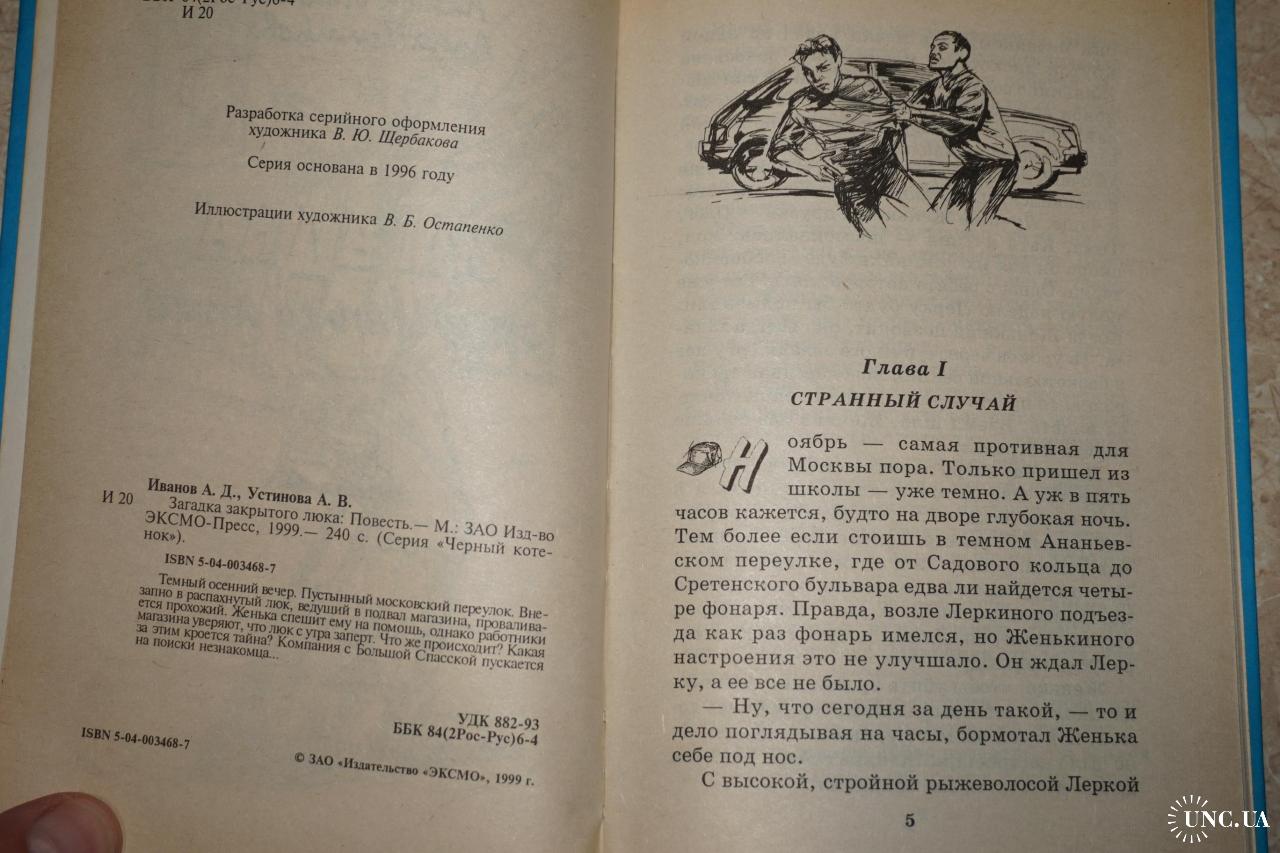 ББК 84(2Рос-Рус)6-4
И 20
Разработка серийного оформления
художника В. Ю. Щербакова
Серия основана в 1996 году
Иллюстрации художника В. Б. Остапенко
Иванов А. Д., Устинова А. В.
И 20 Загадка закрытого люка: Повесть.— М.: ЗАО Изд-во
ЭКСМО-Пресс, 1999.— 240 с. (Серия «Черный коте-
нок»).
ISBN 5-04-003468-7
Темный осенний вечер. Пустынный московский переулок. Вне-
запно в распахнутый люк, ведущий в подвал магазина, провалива-
ется прохожий. Женька спешит ему на помощь, однако работники
магазина уверяют, что люк с утра заперт. Что же происходит? Какая
за этим кроется тайна? Компания с Большой Спасской пускается
на поиски незнакомца...
УДК 882-93
ББК 84(2Рос-Рус)6-4
ISBN 5-04-003468-7
© ЗАО «Издательство «ЭКСМО», 1999 г.
Глава I
СТРАННЫЙ СЛУЧАЙ
Ноябрь — самая противная для
Москвы пора. Только пришел из
школы — уже темно. А уж в пять
часов кажется, будто на дворе глубокая ночь.
Тем более если стоишь в темном Ананьев-
ском переулке, где от Садового кольца до
Сретенского бульвара едва ли найдется четы-
ре фонаря. Правда, возле Леркиного подъез-
да как раз фонарь имелся, но Женькиного
настроения это не улучшало. Он ждал Лер-
ку, а ее все не было.
— Ну, что сегодня за день такой, — то и
дело поглядывая на часы, бормотал Женька
себе под нос.
С высокой, стройной рыжеволосой Леркой
5
UNC.UA